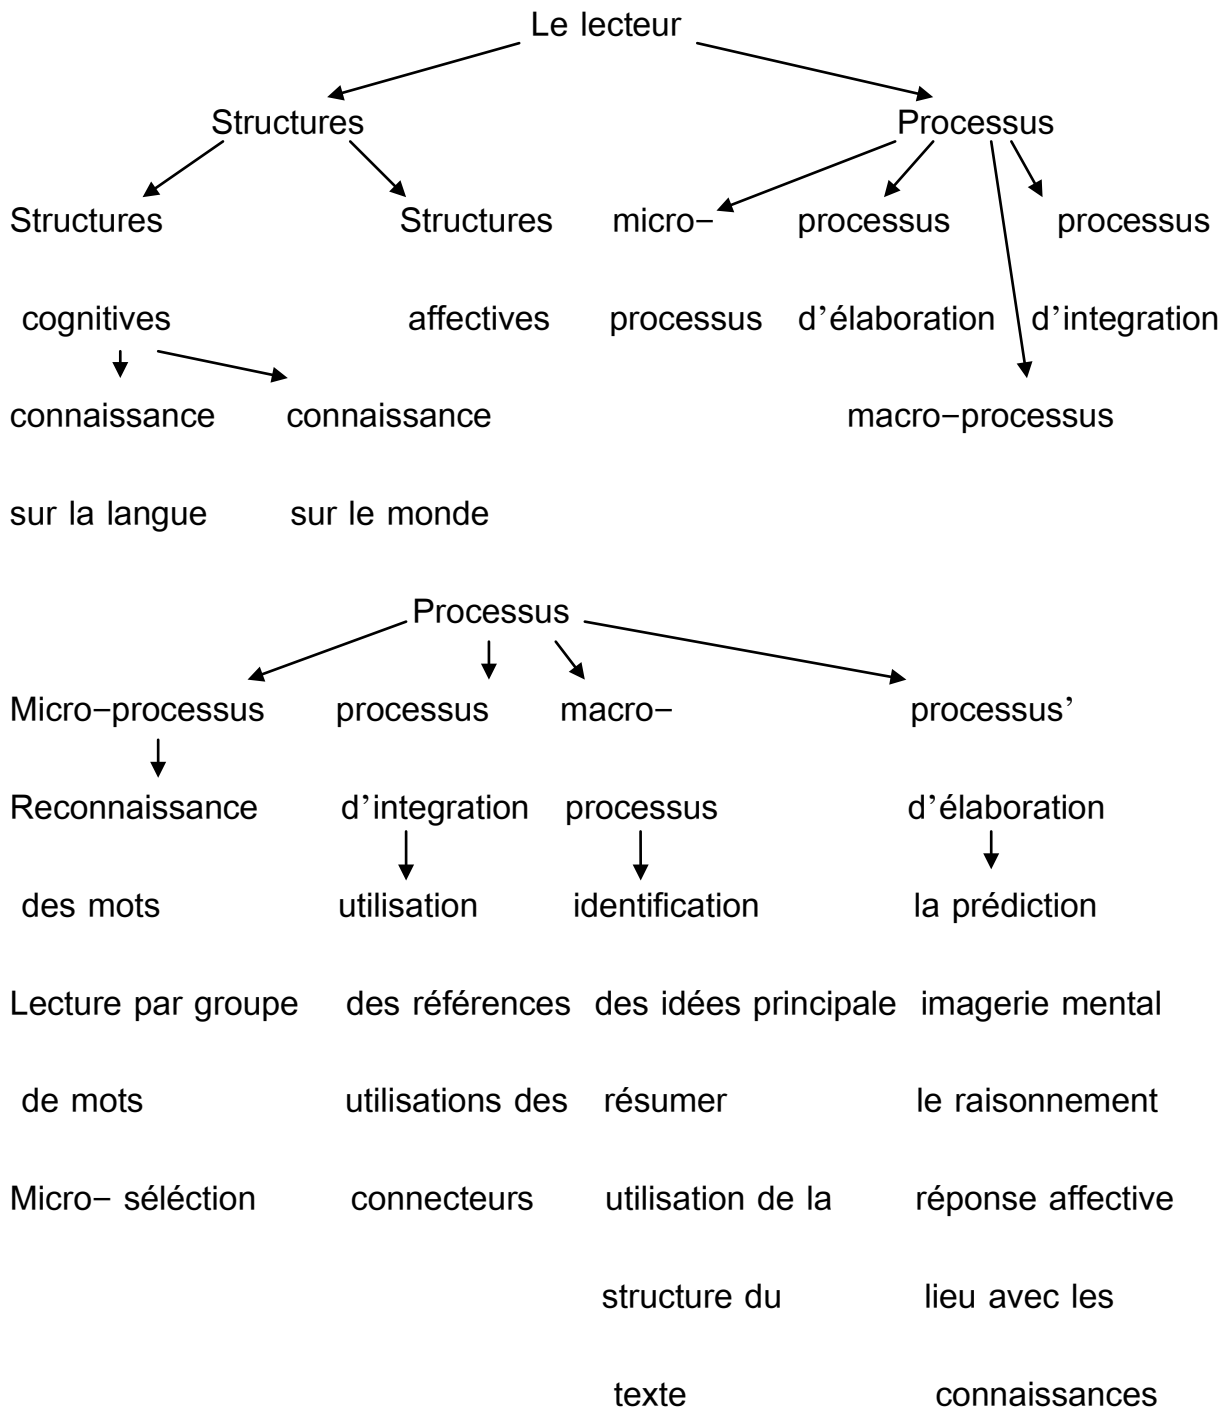 Le lecteur
Structures Processus
Structures Structures micro– processus processus
cognitives affectives processus d’élaboration d’integration
connaissance connaissance macro–processus
sur la langue sur le monde
Processus
Micro–processus processus macro– processus’
Reconnaissance d’integration processus d’élaboration
des mots utilisation identification la prédiction
Lecture par groupe des références des idées principale imagerie mental
de mots utilisations des résumer le raisonnement
Micro– séléction connecteurs utilisation de la réponse affective
structure du lieu avec les
texte connaissances